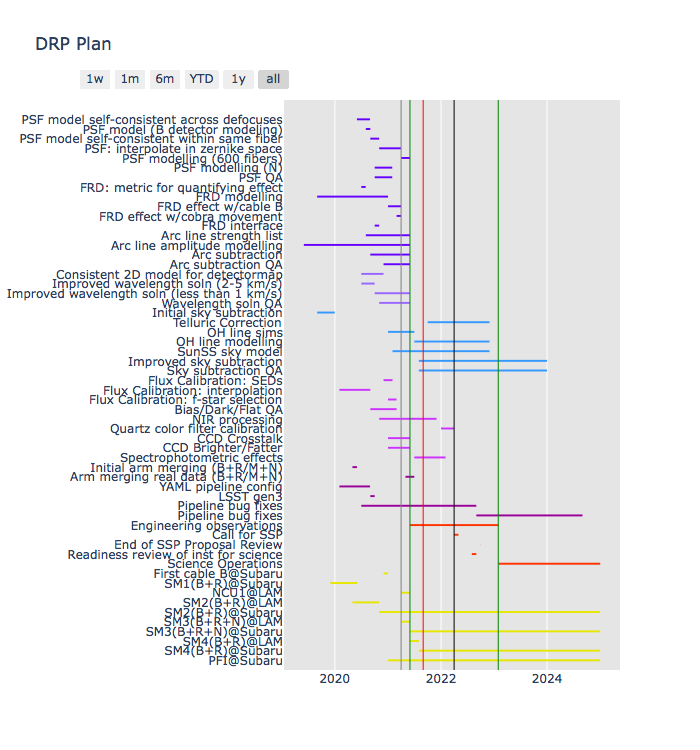 DRP Plan
1w 1m 6m YTD 1y all
PSF model self-consistent across defocuses
PSF model (B detector modeling)
PSF model self-consistent within same fiber
PSF: interpolate in zernike space
PSF modelling (600 fibers)
PSF modelling (N)
PSF QA
FRD: metric for quantifying effect
FRD modelling
FRD effect w/cable B
FRD effect w/cobra movement
FRD interface
Arc line strength list
Arc line amplitude modelling
Arc subtraction
Arc subtraction QA
Consistent 2D model for detectormap
Improved wavelength soln (2-5 km/s)
Improved wavelength soln (less than 1 km/s)
Wavelength soln QA
Initial sky subtraction
Telluric Correction
OH line sims
OH line modelling
SunSS sky model
Improved sky subtraction
Sky subtraction QA
Flux Calibration: SEDs
Flux Calibration: interpolation
Flux Calibration: f-star selection
Bias/Dark/Flat QA
NIR processing
Quartz color filter calibration
CCD Crosstalk
CCD Brighter/Fatter
Spectrophotometric effects
Initial arm merging (B+R/M+N)
Arm merging real data (B+R/M+N)
YAML pipeline config
LSST gen3
Pipeline bug fixes
Pipeline bug fixes
Engineering observations
Call for SSP
End of SSP Proposal Review
Readiness review of inst for science
Science Operations
First cable B@Subaru
SM1(B+R)@Subaru
NCU1@LAM
SM2(B+R)@LAM
SM2(B+R)@Subaru
SM3(B+R+N)@LAM
SM3(B+R+N)@Subaru
SM4(B+R)@LAM
SM4(B+R)@Subaru
PFI@Subaru
2020 2022 2024